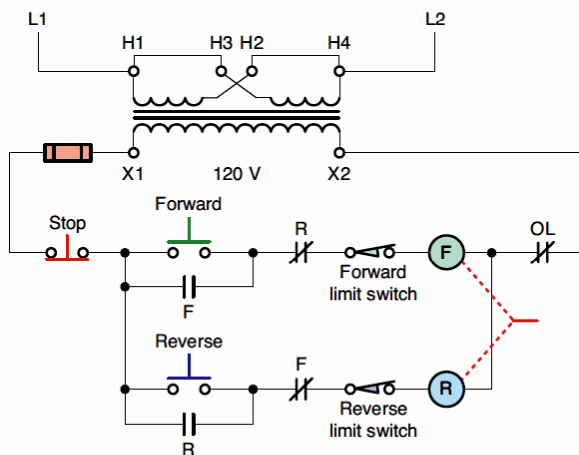 L1
L2
H1
H3
H2
H4
X1
120 V
X2
Stop
Forward
R
F
OL
Forward
limit switch
F
Reverse
F
R
Reverse
limit switch
R